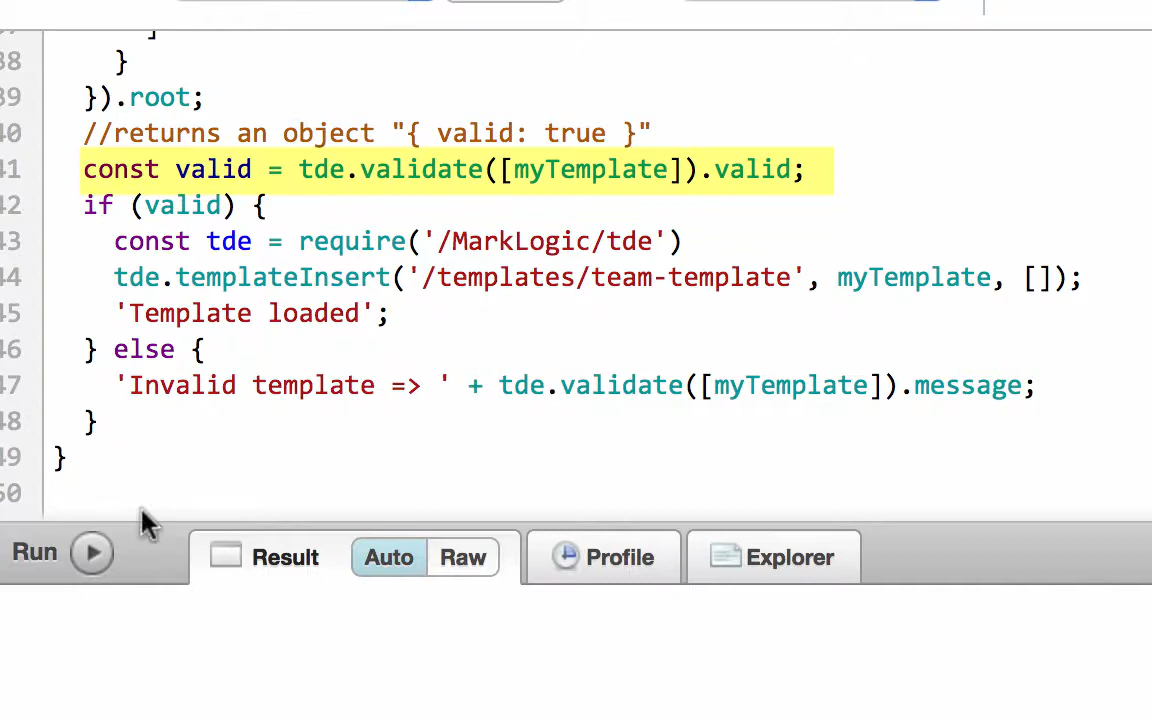 ]
38 }
39 }).root;
40 //returns an object "{ valid: true }"
41 const valid = tde.validate([myTemplate]).valid;
42 if (valid) {
43 const tde = require('/MarkLogic/tde')
44 tde.templateInsert('/templates/team-template', myTemplate, []);
45 'Template loaded';
46 } else {
47 'Invalid template => ' + tde.validate([myTemplate]).message;
48 }
49 }
50
Run Result Auto Raw Profile Explorer